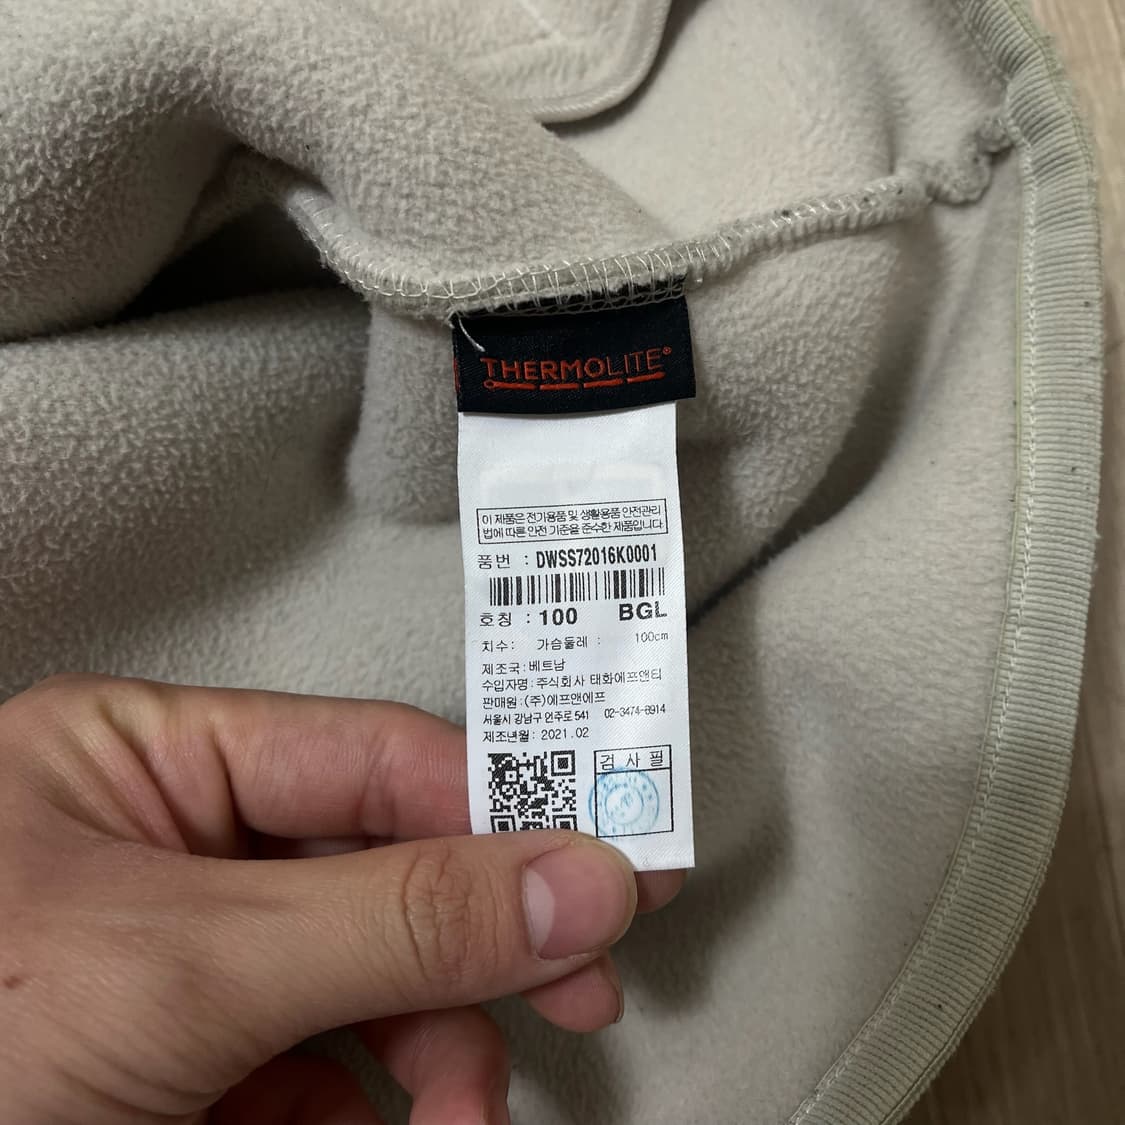 THERMOLITE®
이 제품은 전기용품 및 생활용품 안전관리
법에 따른 안전 기준을 준수한 제품입니다.
품번 : DWSS72016K0001
호칭 : 100 BGL
치수: 가슴둘레 : 100cm
제조국:베트남
수입자명:주식회사 태화에프앤티
판매원:(주)에프앤에프
서울시 강남구 언주로 541 02-3474-8914
제조년월: 2021.02
검 사 필